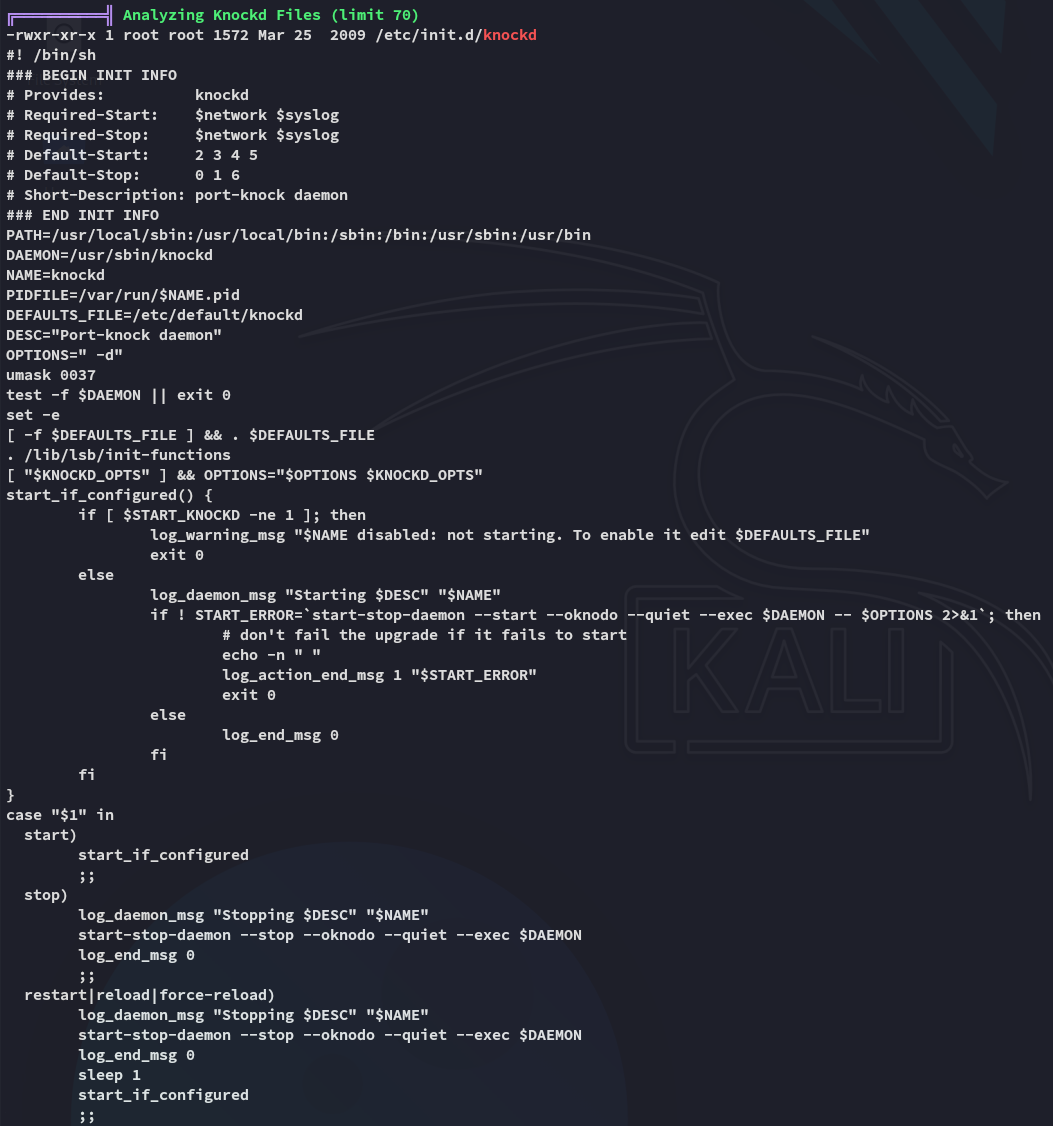 ╔══════════╣ Analyzing Knockd Files (limit 70)
-rwxr-xr-x 1 root root 1572 Mar 25  2009 /etc/init.d/knockd
#! /bin/sh
### BEGIN INIT INFO
# Provides:          knockd
# Required-Start:    $network $syslog
# Required-Stop:     $network $syslog
# Default-Start:     2 3 4 5
# Default-Stop:      0 1 6
# Short-Description: port-knock daemon
### END INIT INFO
PATH=/usr/local/sbin:/usr/local/bin:/sbin:/bin:/usr/sbin:/usr/bin
DAEMON=/usr/sbin/knockd
NAME=knockd
PIDFILE=/var/run/$NAME.pid
DEFAULTS_FILE=/etc/default/knockd
DESC="Port-knock daemon"
OPTIONS=" -d"
umask 0037
test -f $DAEMON || exit 0
set -e
[ -f $DEFAULTS_FILE ] && . $DEFAULTS_FILE
. /lib/lsb/init-functions
[ "$KNOCKD_OPTS" ] && OPTIONS="$OPTIONS $KNOCKD_OPTS"
start_if_configured() {
        if [ $START_KNOCKD -ne 1 ]; then
                log_warning_msg "$NAME disabled: not starting. To enable it edit $DEFAULTS_FILE"
                exit 0
        else
                log_daemon_msg "Starting $DESC" "$NAME"
                if ! START_ERROR=`start-stop-daemon --start --oknodo --quiet --exec $DAEMON -- $OPTIONS 2>&1`; then
                        # don't fail the upgrade if it fails to start
                        echo -n " "
                        log_action_end_msg 1 "$START_ERROR"
                        exit 0
                else
                        log_end_msg 0
                fi
        fi
}
case "$1" in
  start)
        start_if_configured
        ;;
  stop)
        log_daemon_msg "Stopping $DESC" "$NAME"
        start-stop-daemon --stop --oknodo --quiet --exec $DAEMON
        log_end_msg 0
        ;;
  restart|reload|force-reload)
        log_daemon_msg "Stopping $DESC" "$NAME"
        start-stop-daemon --stop --oknodo --quiet --exec $DAEMON
        log_end_msg 0
        sleep 1
        start_if_configured
        ;;
KALI